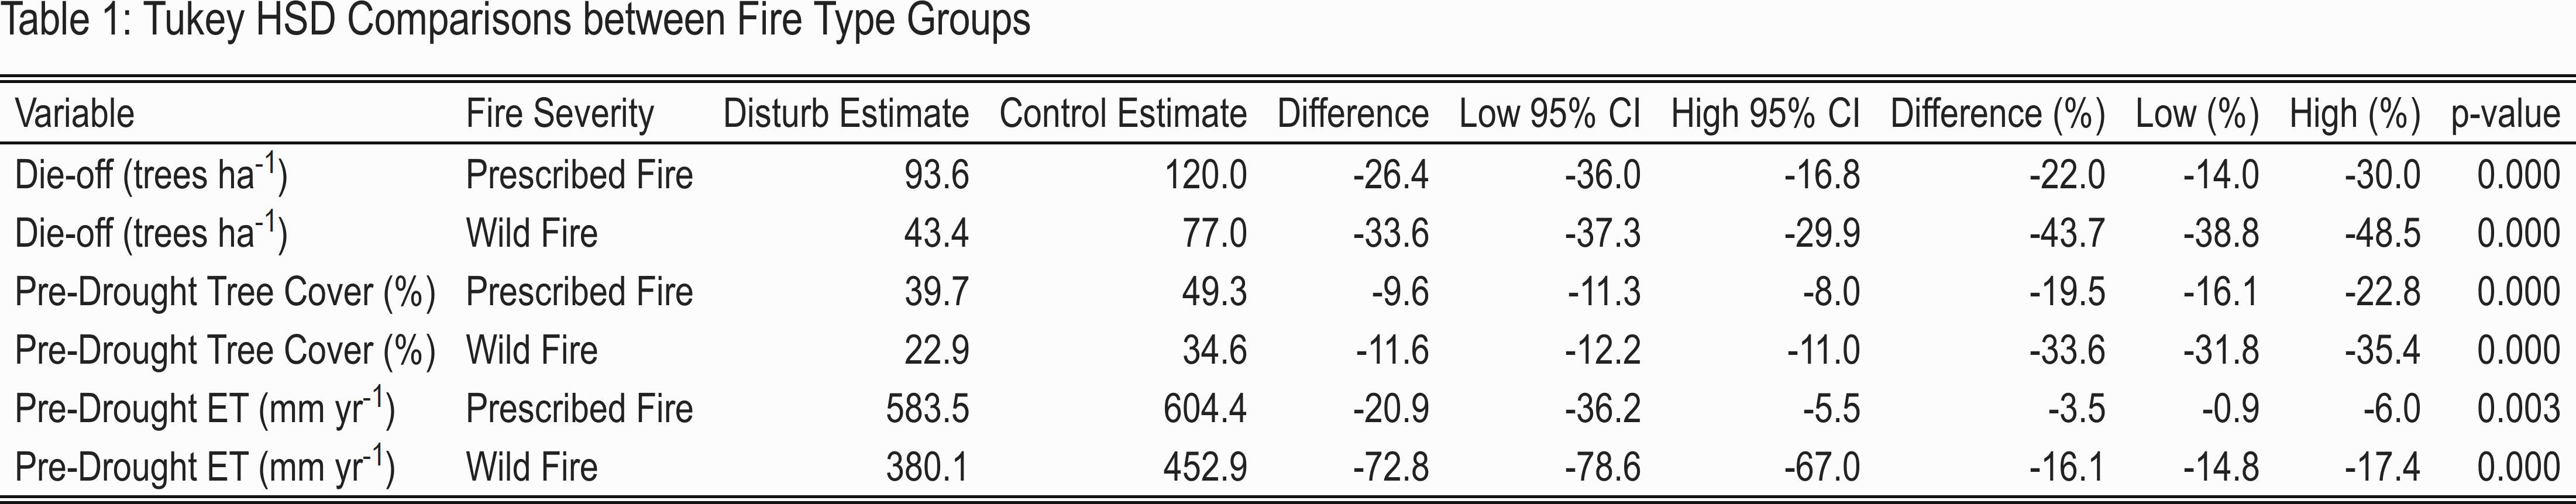 Table 1: Tukey HSD Comparisons between Fire Type Groups
Variable Fire Severity Disturb Estimate Control Estimate Difference Low 95% CI High 95% CI Difference (%) Low (%) High (%) p-value
Die-off (trees ha⁻¹) Prescribed Fire 93.6 120.0 -26.4 -36.0 -16.8 -22.0 -14.0 -30.0 0.000
Die-off (trees ha⁻¹) Wild Fire 43.4 77.0 -33.6 -37.3 -29.9 -43.7 -38.8 -48.5 0.000
Pre-Drought Tree Cover (%) Prescribed Fire 39.7 49.3 -9.6 -11.3 -8.0 -19.5 -16.1 -22.8 0.000
Pre-Drought Tree Cover (%) Wild Fire 22.9 34.6 -11.6 -12.2 -11.0 -33.6 -31.8 -35.4 0.000
Pre-Drought ET (mm yr⁻¹) Prescribed Fire 583.5 604.4 -20.9 -36.2 -5.5 -3.5 -0.9 -6.0 0.003
Pre-Drought ET (mm yr⁻¹) Wild Fire 380.1 452.9 -72.8 -78.6 -67.0 -16.1 -14.8 -17.4 0.000